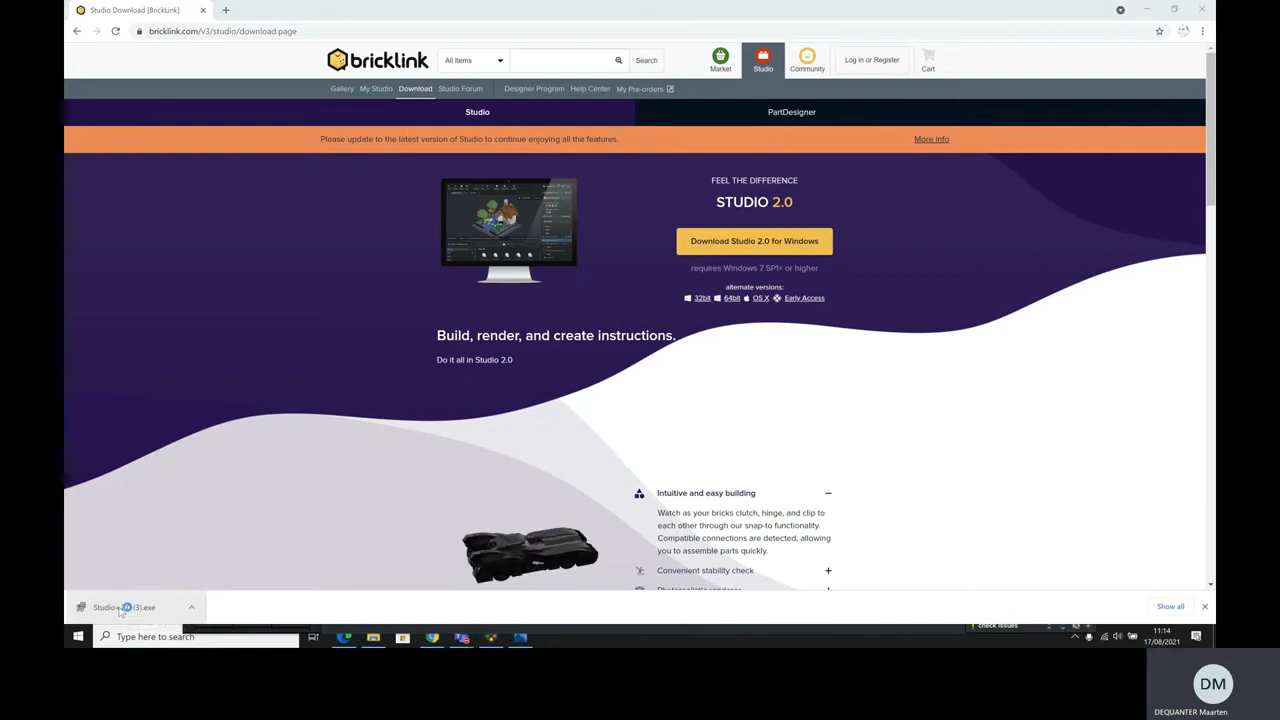 Studio Download [BrickLink]
bricklink.com/v3/studio/download.page
bricklink
All Items
Search
Market
Studio
Community
Log in or Register
Cart
Gallery My Studio Download Studio Forum Designer Program Help Center My Pre-orders
Studio
PartDesigner
Please update to the latest version of Studio to continue enjoying all the features.
More info
FEEL THE DIFFERENCE
STUDIO 2.0
Download Studio 2.0 for Windows
requires Windows 7 SP1+ or higher
alternate versions:
32bit 64bit OS X Early Access
Build, render, and create instructions.
Do it all in Studio 2.0
Intuitive and easy building
Watch as your bricks clutch, hinge, and clip to
each other through our snap-to functionality.
Compatible connections are detected, allowing
you to assemble parts quickly.
Convenient stability check
Photorealistic renderer
Studio (3).exe
Show all
check issues
Type here to search
11:14
17/08/2021
DM
DEQUANTER Maarten